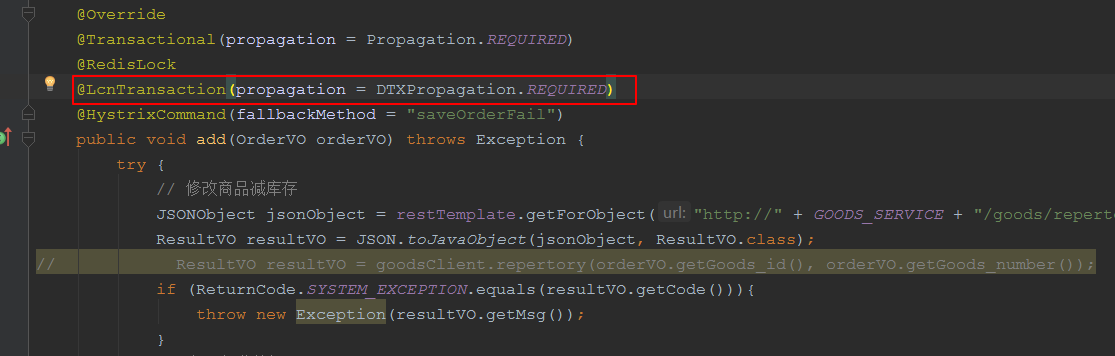 @Override
@Transactional(propagation = Propagation.REQUIRED)
@RedisLock
@LcnTransaction(propagation = DTXPropagation.REQUIRED)
@HystrixCommand(fallbackMethod = "saveOrderFail")
public void add(OrderVO orderVO) throws Exception {
try {
// 修改商品减库存
JSONObject jsonObject = restTemplate.getForObject( url: "http://" + GOODS_SERVICE + "/goods/reperto
ResultVO resultVO = JSON.toJavaObject(jsonObject, ResultVO.class);
// ResultVO resultVO = goodsClient.repertory(orderVO.getGoods_id(), orderVO.getGoods_number());
if (ReturnCode.SYSTEM_EXCEPTION.equals(resultVO.getCode())){
throw new Exception(resultVO.getMsg());
}